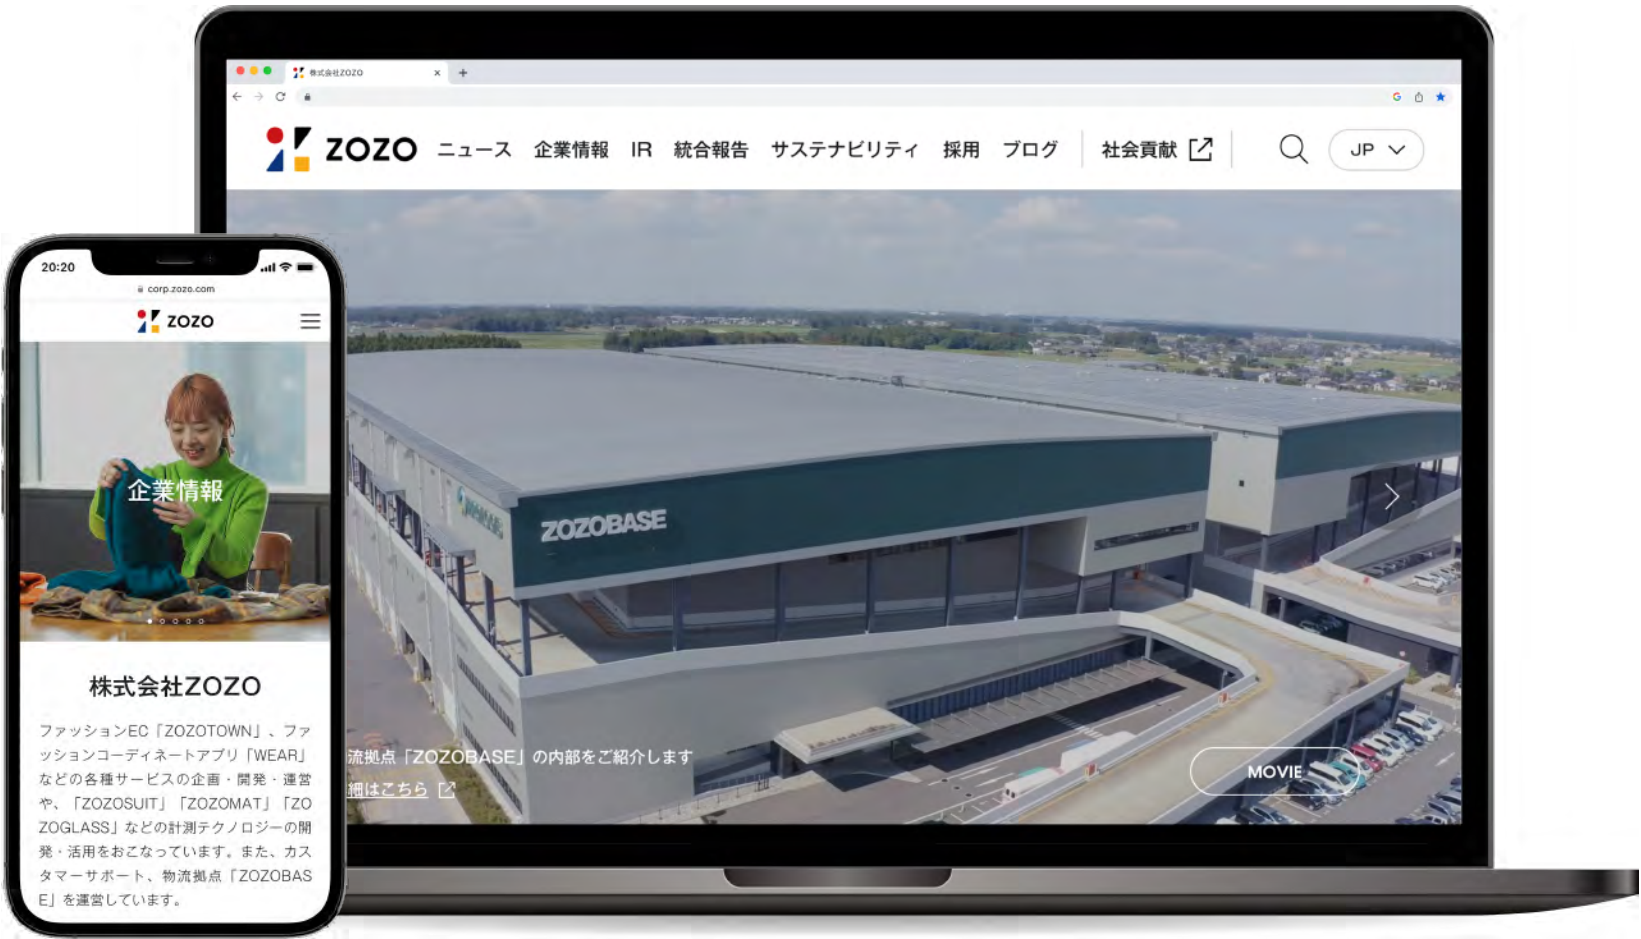 株式会社ZOZO
ZOZO ニュース 企業情報 IR 統合報告 サステナビリティ 採用 ブログ 社会貢献 JP
ZOZOBASE
流拠点「ZOZOBASE」の内部をご紹介します
細はこちら
MOVIE
20:20
corp.zozo.com
ZOZO
企業情報
株式会社ZOZO
ファッションEC「ZOZOTOWN」、ファ
ッションコーディネートアプリ「WEAR」
などの各種サービスの企画・開発・運営
や、「ZOZOSUIT」「ZOZOMAT」「ZO
ZOGLASS」などの計測テクノロジーの開
発・活用をおこなっています。また、カス
タマーサポート、物流拠点「ZOZOBAS
E」を運営しています。